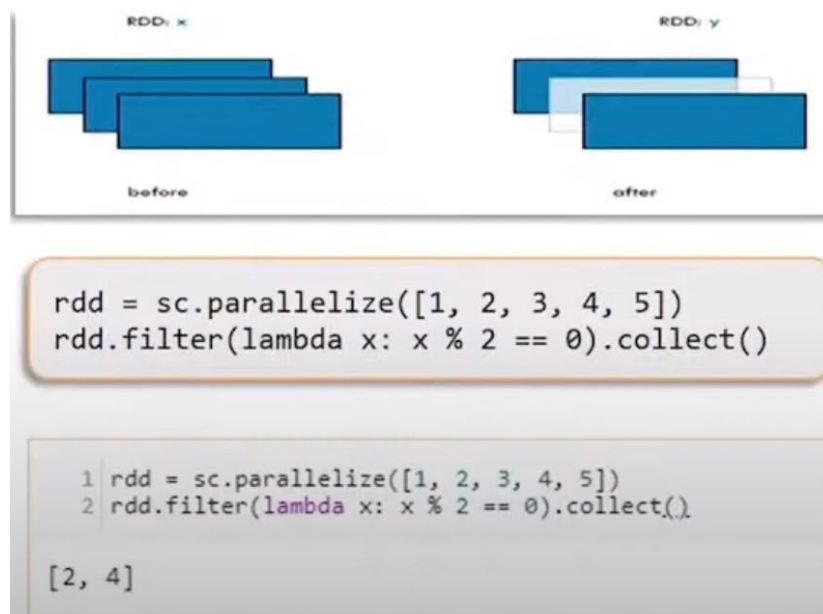 RDD: x
RDD: y
before
after
rdd = sc.parallelize([1, 2, 3, 4, 5])
rdd.filter(lambda x: x % 2 == 0).collect()
1 rdd = sc.parallelize([1, 2, 3, 4, 5])
2 rdd.filter(lambda x: x % 2 == 0).collect()
[2, 4]